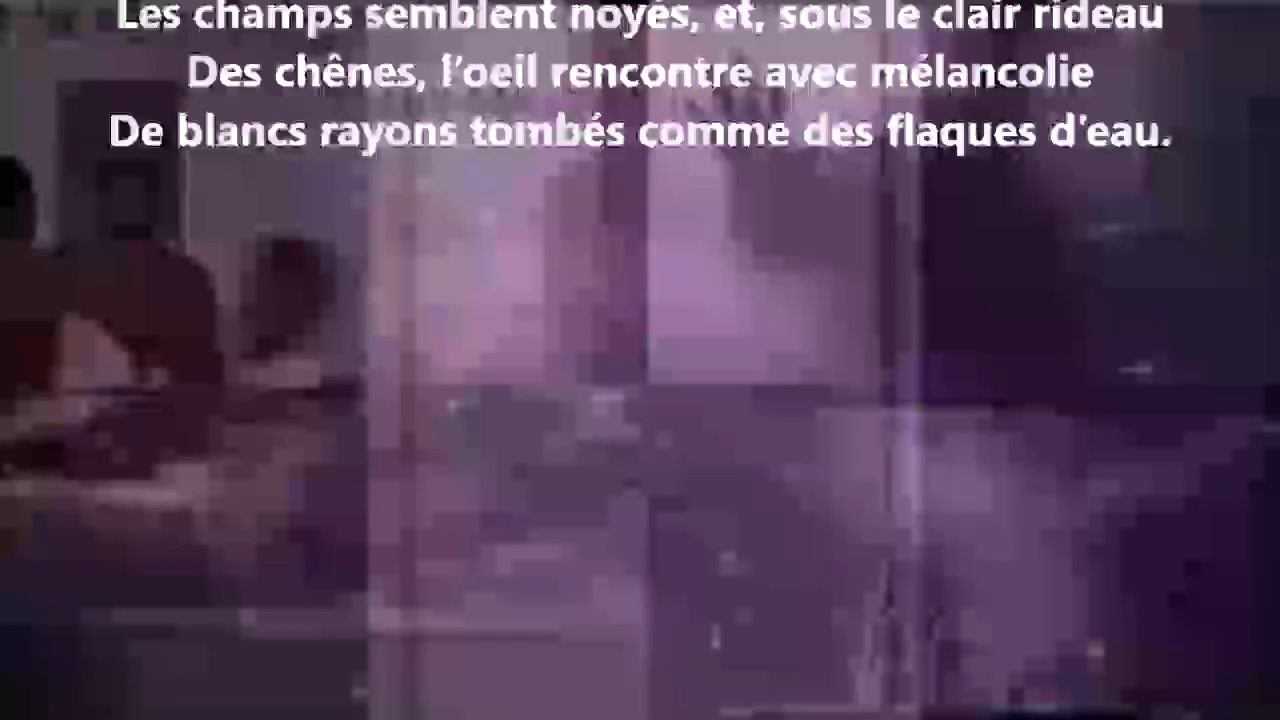 Les champs semblent noyés, et, sous le clair rideau
Des chênes, l'oeil rencontre avec mélancolie
De blancs rayons tombés comme des flaques d'eau.